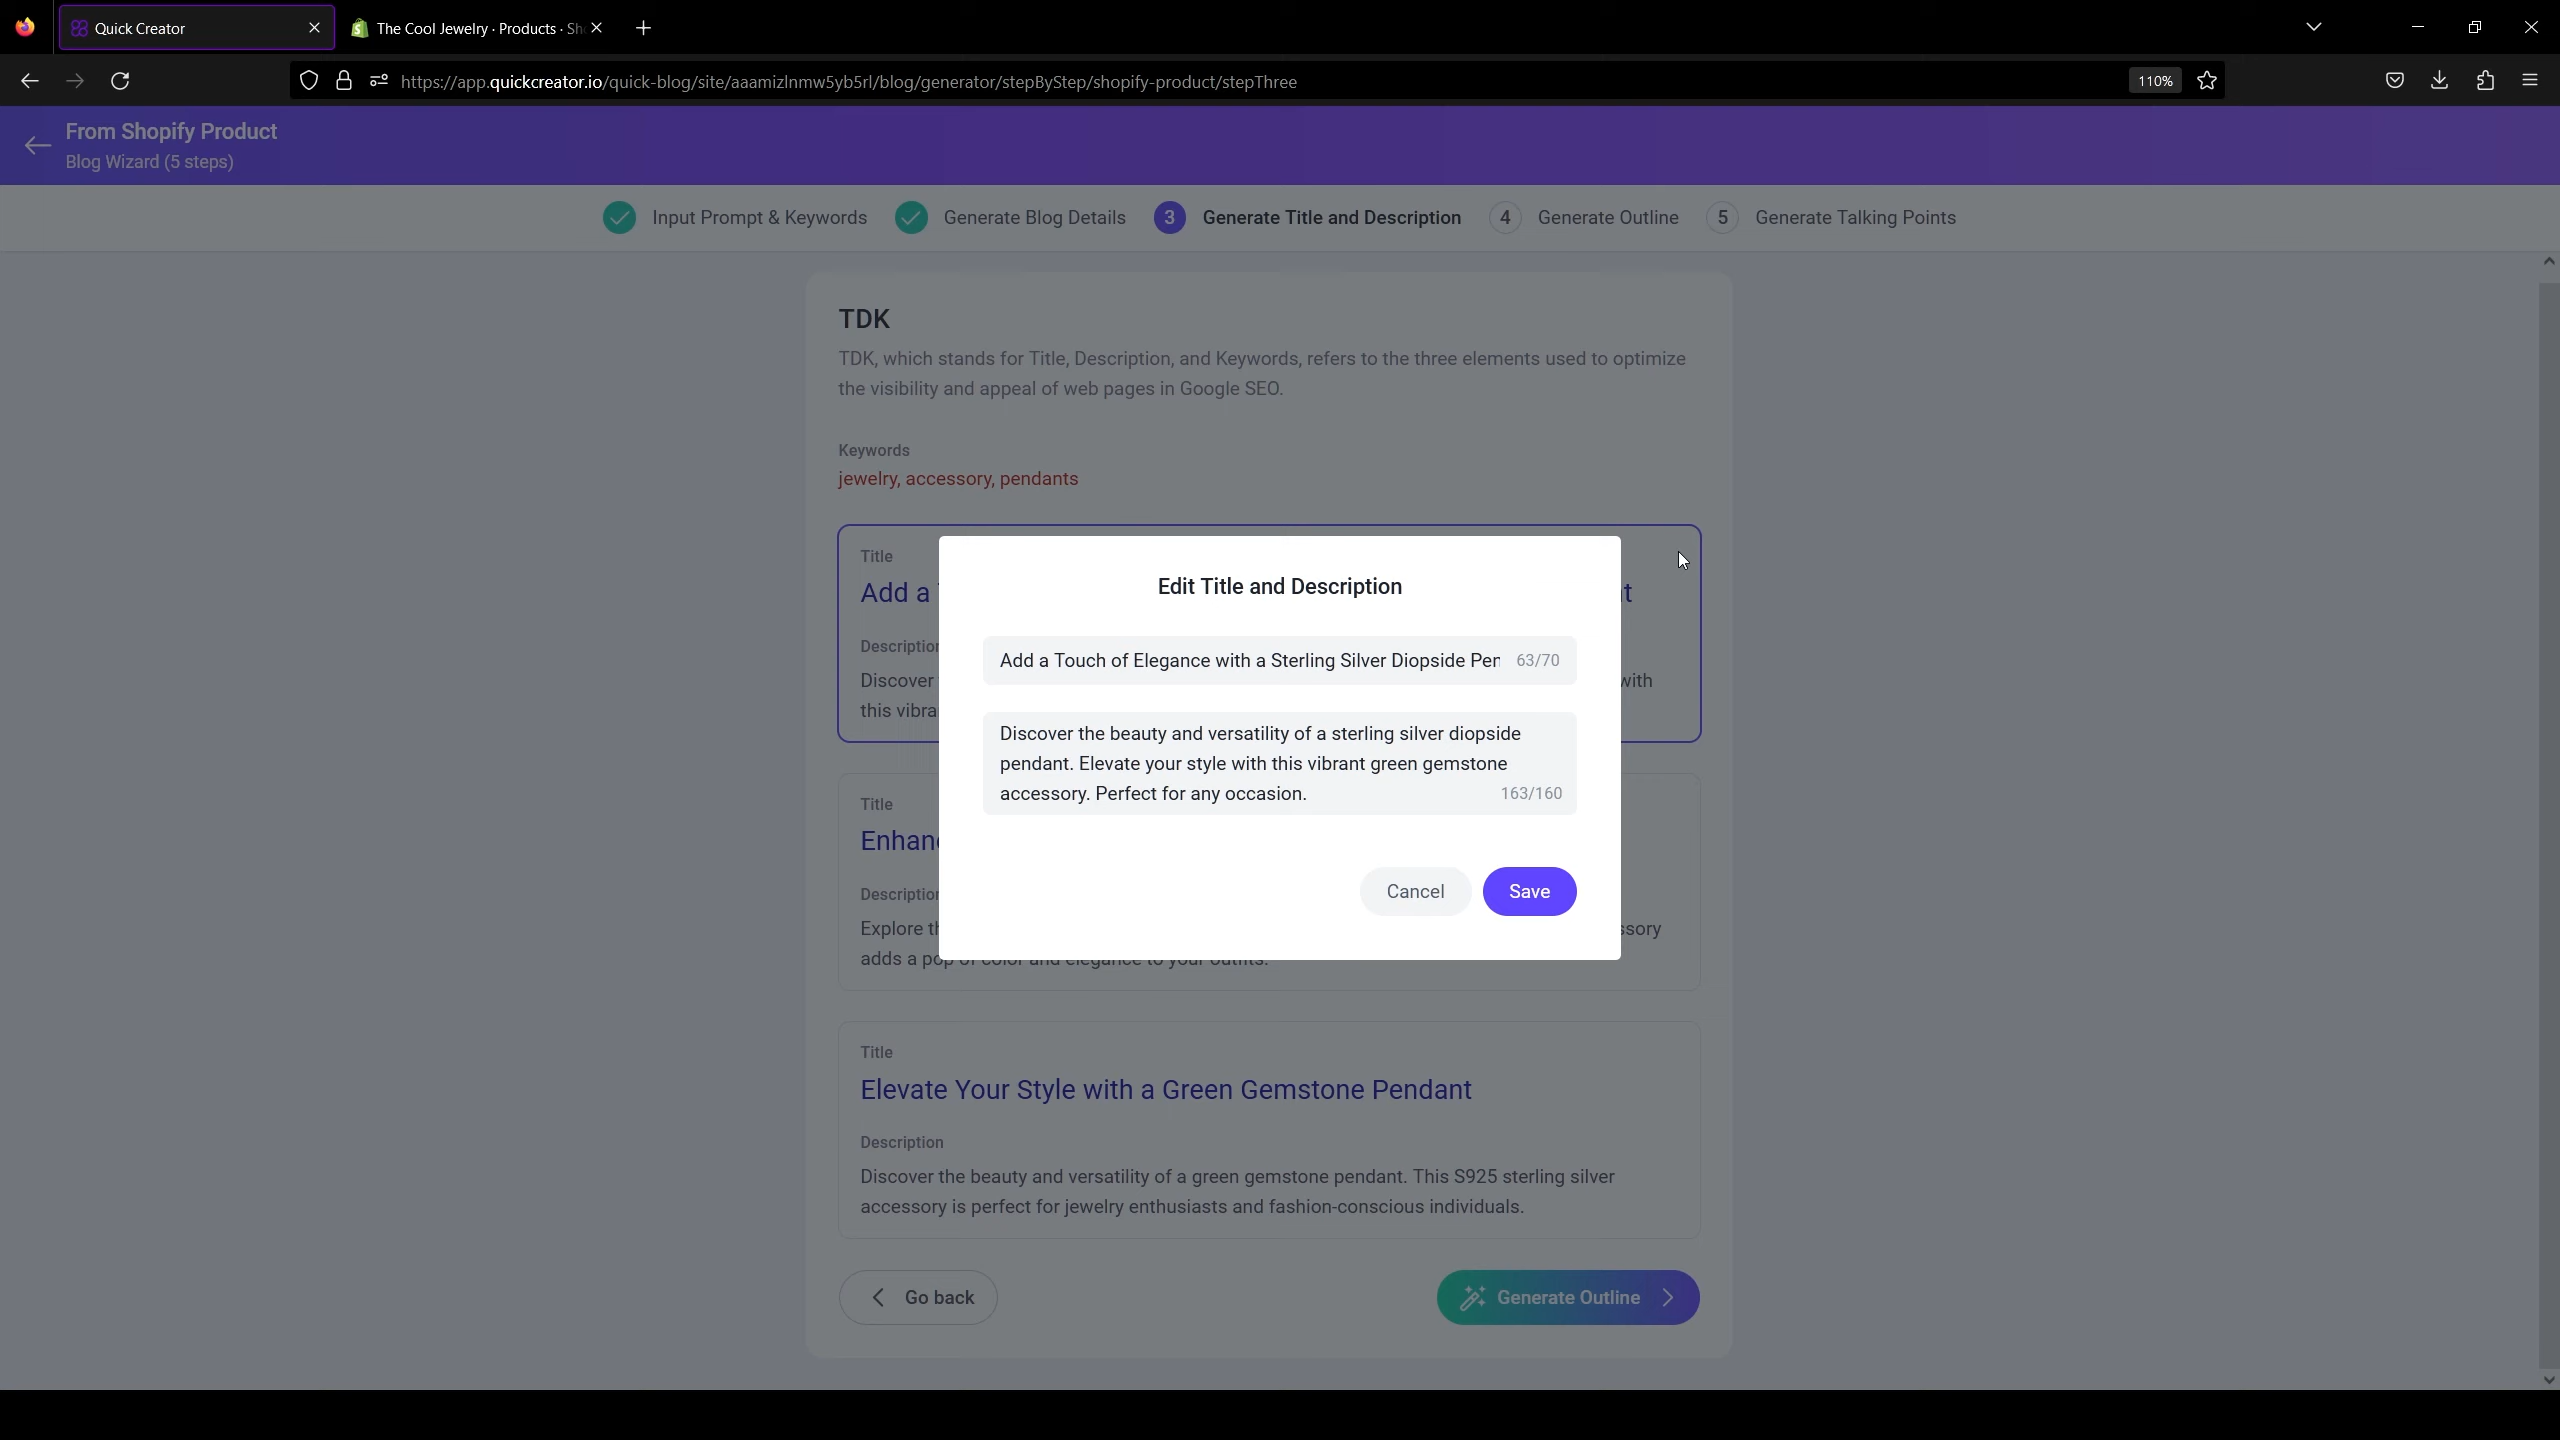 Quick Creator
The Cool Jewelry · Products · Sh
https://app.quickcreator.io/quick-blog/site/aaamizlnmw5yb5rl/blog/generator/stepByStep/shopify-product/stepThree
110%
From Shopify Product
Blog Wizard (5 steps)
Input Prompt & Keywords
Generate Blog Details
3 Generate Title and Description
4 Generate Outline
5 Generate Talking Points
TDK
TDK, which stands for Title, Description, and Keywords, refers to the three elements used to optimize
the visibility and appeal of web pages in Google SEO.
Keywords
jewelry, accessory, pendants
Title
Add a
Description
Discover with
this vibra
Edit Title and Description
Add a Touch of Elegance with a Sterling Silver Diopside Pen 63/70
Discover the beauty and versatility of a sterling silver diopside
pendant. Elevate your style with this vibrant green gemstone
accessory. Perfect for any occasion. 163/160
Cancel
Save
Title
Enhanc
Description
Explore th ssory
adds a pop of color and elegance to your outfits.
Title
Elevate Your Style with a Green Gemstone Pendant
Description
Discover the beauty and versatility of a green gemstone pendant. This S925 sterling silver
accessory is perfect for jewelry enthusiasts and fashion-conscious individuals.
Go back
Generate Outline